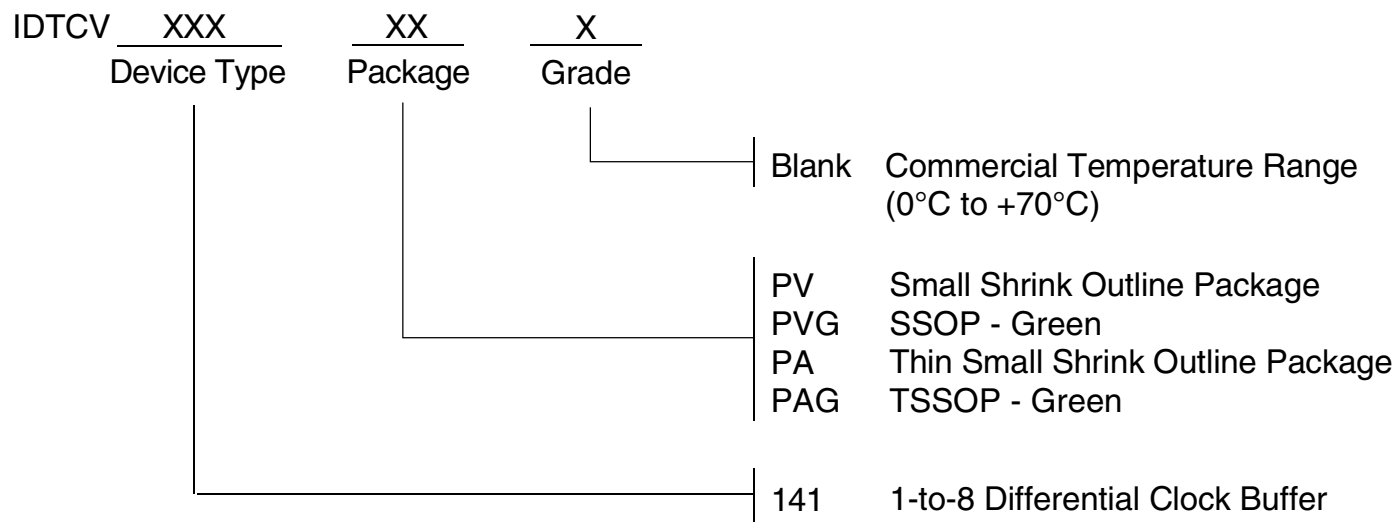 IDTCV XXX XX X
Device Type Package Grade
Blank Commercial Temperature Range
(0°C to +70°C)
PV Small Shrink Outline Package
PVG SSOP - Green
PA Thin Small Shrink Outline Package
PAG TSSOP - Green
141 1-to-8 Differential Clock Buffer